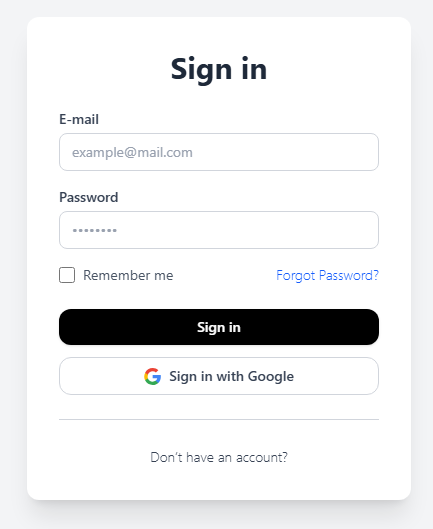 Sign in
E-mail
example@mail.com
Password
••••••••
Remember me
Forgot Password?
Sign in
Sign in with Google
Don't have an account?